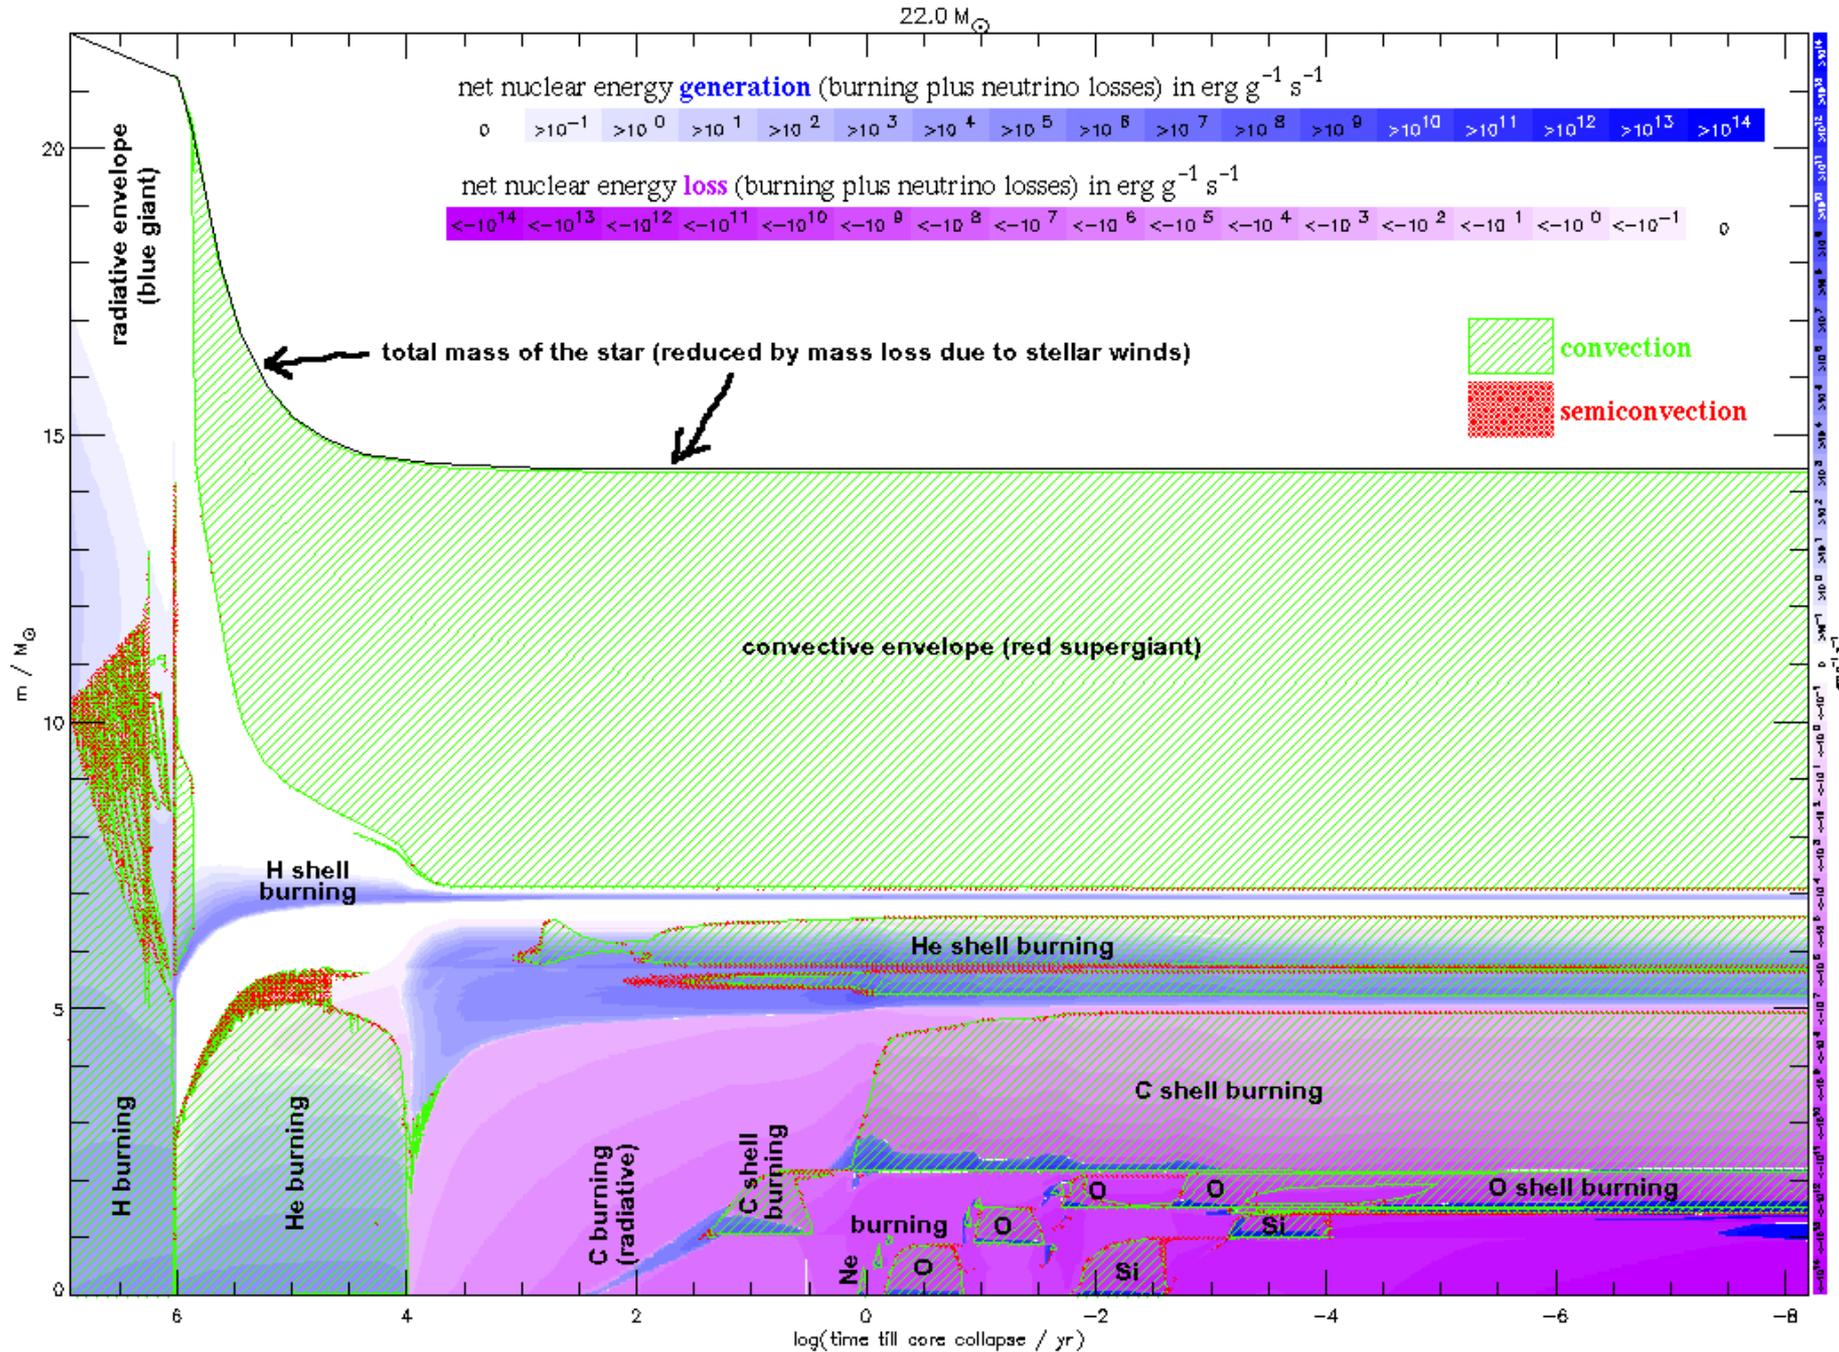 22.0 M⊙
net nuclear energy generation (burning plus neutrino losses) in erg g⁻¹ s⁻¹
0 >10⁻¹ >10⁰ >10¹ >10² >10³ >10⁴ >10⁵ >10⁶ >10⁷ >10⁸ >10⁹ >10¹⁰ >10¹¹ >10¹² >10¹³ >10¹⁴
net nuclear energy loss (burning plus neutrino losses) in erg g⁻¹ s⁻¹
<-10¹⁴ <-10¹³ <-10¹² <-10¹¹ <-10¹⁰ <-10⁹ <-10⁸ <-10⁷ <-10⁶ <-10⁵ <-10⁴ <-10³ <-10² <-10¹ <-10⁰ <-10⁻¹ 0
radiative envelope
(blue giant)
total mass of the star (reduced by mass loss due to stellar winds)
convection
semiconvection
convective envelope (red supergiant)
H shell
burning
He shell burning
C shell burning
H burning
He burning
C burning
(radiative)
C shell
burning
Ne
burning
O
O
O
O
O shell burning
Si
Si
m / M⊙
20
15
10
5
0
6 4 2 0 -2 -4 -6 -8
log(time till core collapse / yr)